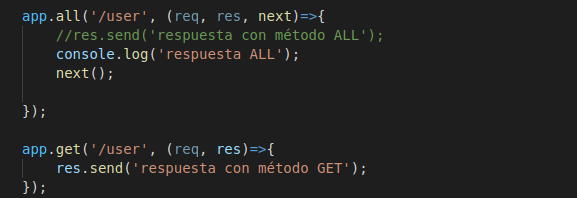 app.all('/user', (req, res, next)=>{
//res.send('respuesta con método ALL');
console.log('respuesta ALL');
next();
});
app.get('/user', (req, res)=>{
res.send('respuesta con método GET');
});